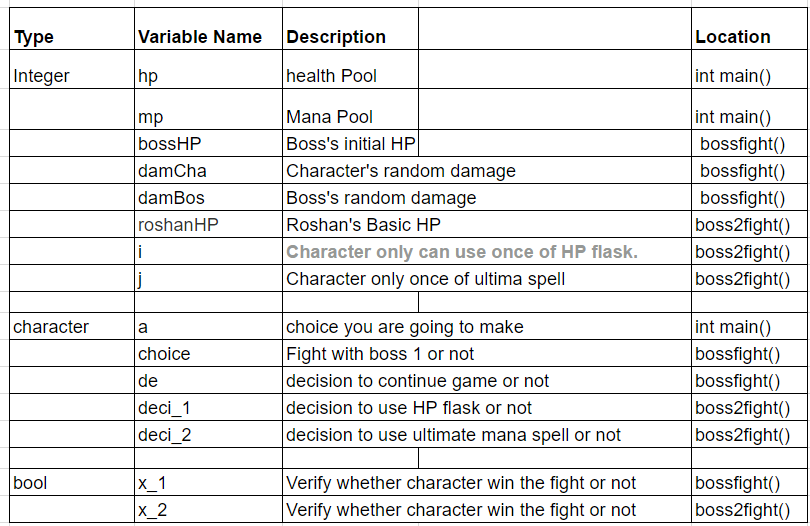 Type Variable Name Description Location
Integer hp health Pool int main()
mp Mana Pool int main()
bossHP Boss's initial HP bossfight()
damCha Character's random damage bossfight()
damBos Boss's random damage bossfight()
roshanHP Roshan's Basic HP boss2fight()
i Character only can use once of HP flask. boss2fight()
j Character only once of ultima spell boss2fight()
character a choice you are going to make int main()
choice Fight with boss 1 or not bossfight()
de decision to continue game or not bossfight()
deci_1 decision to use HP flask or not boss2fight()
deci_2 decision to use ultimate mana spell or not boss2fight()
bool x_1 Verify whether character win the fight or not bossfight()
x_2 Verify whether character win the fight or not boss2fight()